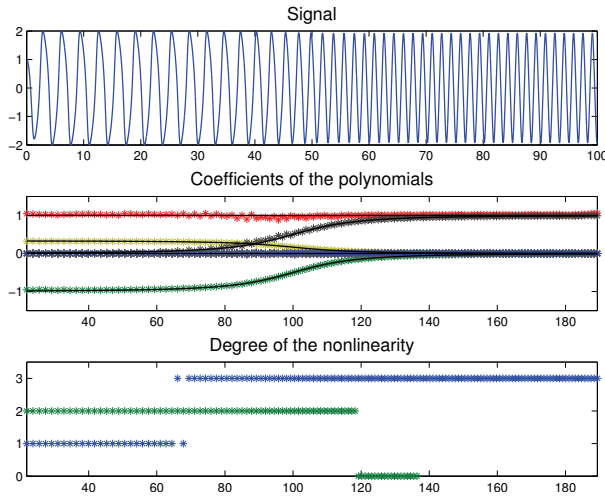 Signal
2
1
0
-1
-2
0 10 20 30 40 50 60 70 80 90 100
Coefficients of the polynomials
1
0
-1
40 60 80 100 120 140 160 180
Degree of the nonlinearity
3
2
1
0
40 60 80 100 120 140 160 180